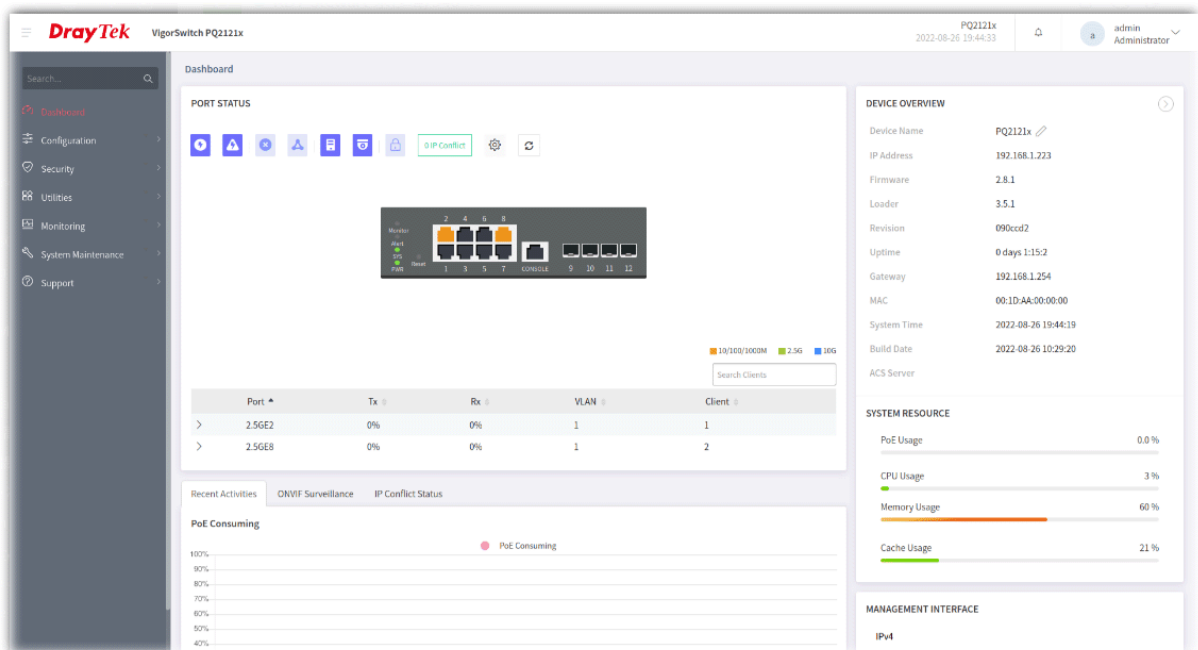 DrayTek
VigorSwitch PQ2121x
PQ2121x
2022-08-26 19:44:33
a
admin
Administrator
Search...
Dashboard
Configuration
Security
Utilities
Monitoring
System Maintenance
Support
Dashboard
PORT STATUS
0 IP Conflict
2 4 6 8
Monitor
Alert
SYS
PWR
Reset
1 3 5 7 CONSOLE 9 10 11 12
10/100/1000M 2.5G 10G
Search Clients
Port Tx Rx VLAN Client
2.5GE2 0% 0% 1 1
2.5GE8 0% 0% 1 2
Recent Activities ONVIF Surveillance IP Conflict Status
PoE Consuming
PoE Consuming
100%
90%
80%
70%
60%
50%
40%
DEVICE OVERVIEW
Device Name PQ2121x
IP Address 192.168.1.223
Firmware 2.8.1
Loader 3.5.1
Revision 090ccd2
Uptime 0 days 1:15:2
Gateway 192.168.1.254
MAC 00:1D:AA:00:00:00
System Time 2022-08-26 19:44:19
Build Date 2022-08-26 10:29:20
ACS Server
SYSTEM RESOURCE
PoE Usage 0.0 %
CPU Usage 3 %
Memory Usage 60 %
Cache Usage 21 %
MANAGEMENT INTERFACE
IPv4